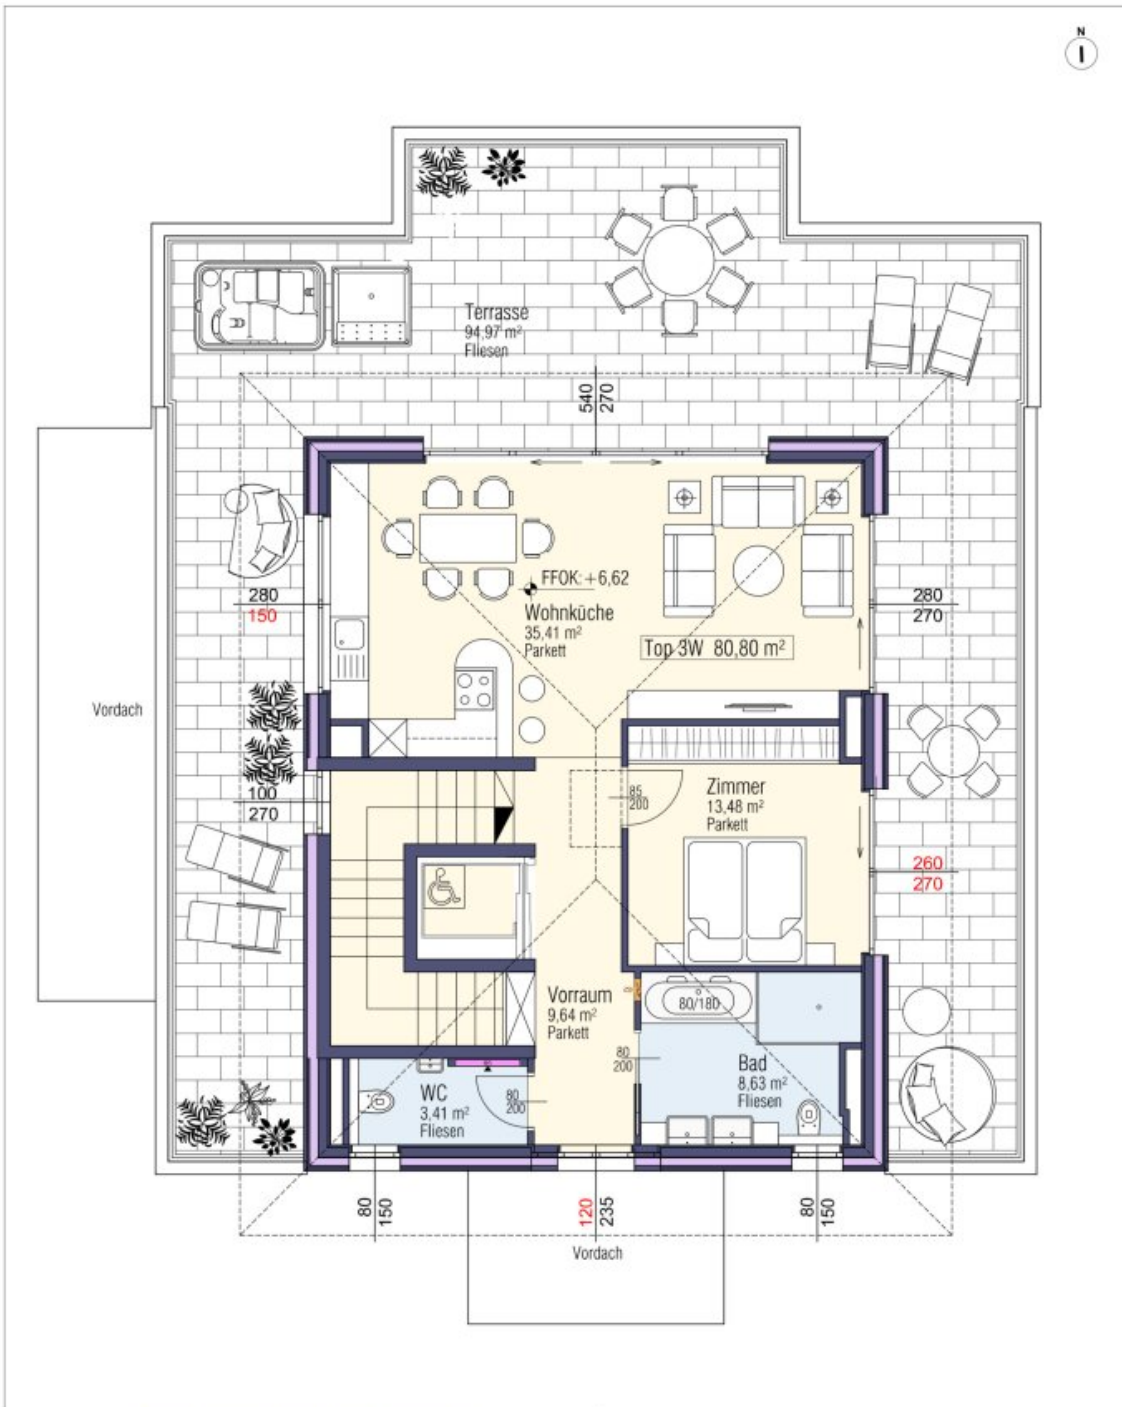 N
Terrasse
94,97 m²
Fliesen
540
270
280
150
FFOK: +6,62
Wohnküche
35,41 m²
Parkett
280
270
Top 3W 80,80 m²
Vordach
100
270
85
200
Zimmer
13,48 m²
Parkett
260
270
Vorraum
9,64 m²
Parkett
80/180
80
200
Bad
8,63 m²
Fliesen
WC
3,41 m²
Fliesen
80
200
80
150
120
235
80
150
Vordach